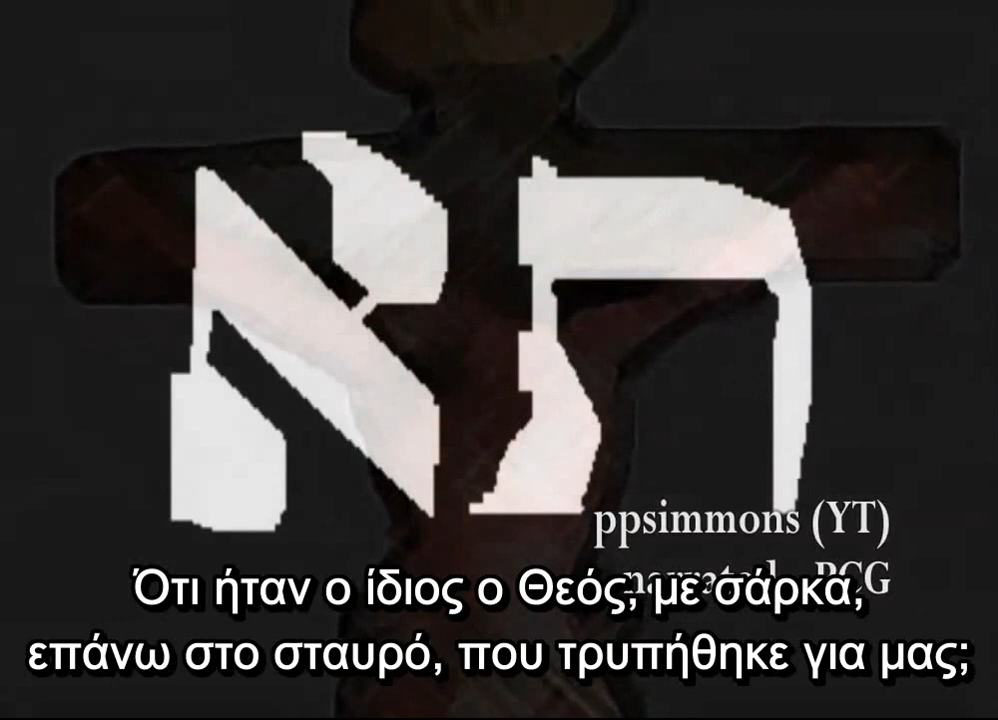 תא
ppsimmons (YT)
Ότι ήταν ο ίδιος ο Θεός, με σάρκα,
επάνω στο σταυρό, που τρυπήθηκε για μας;